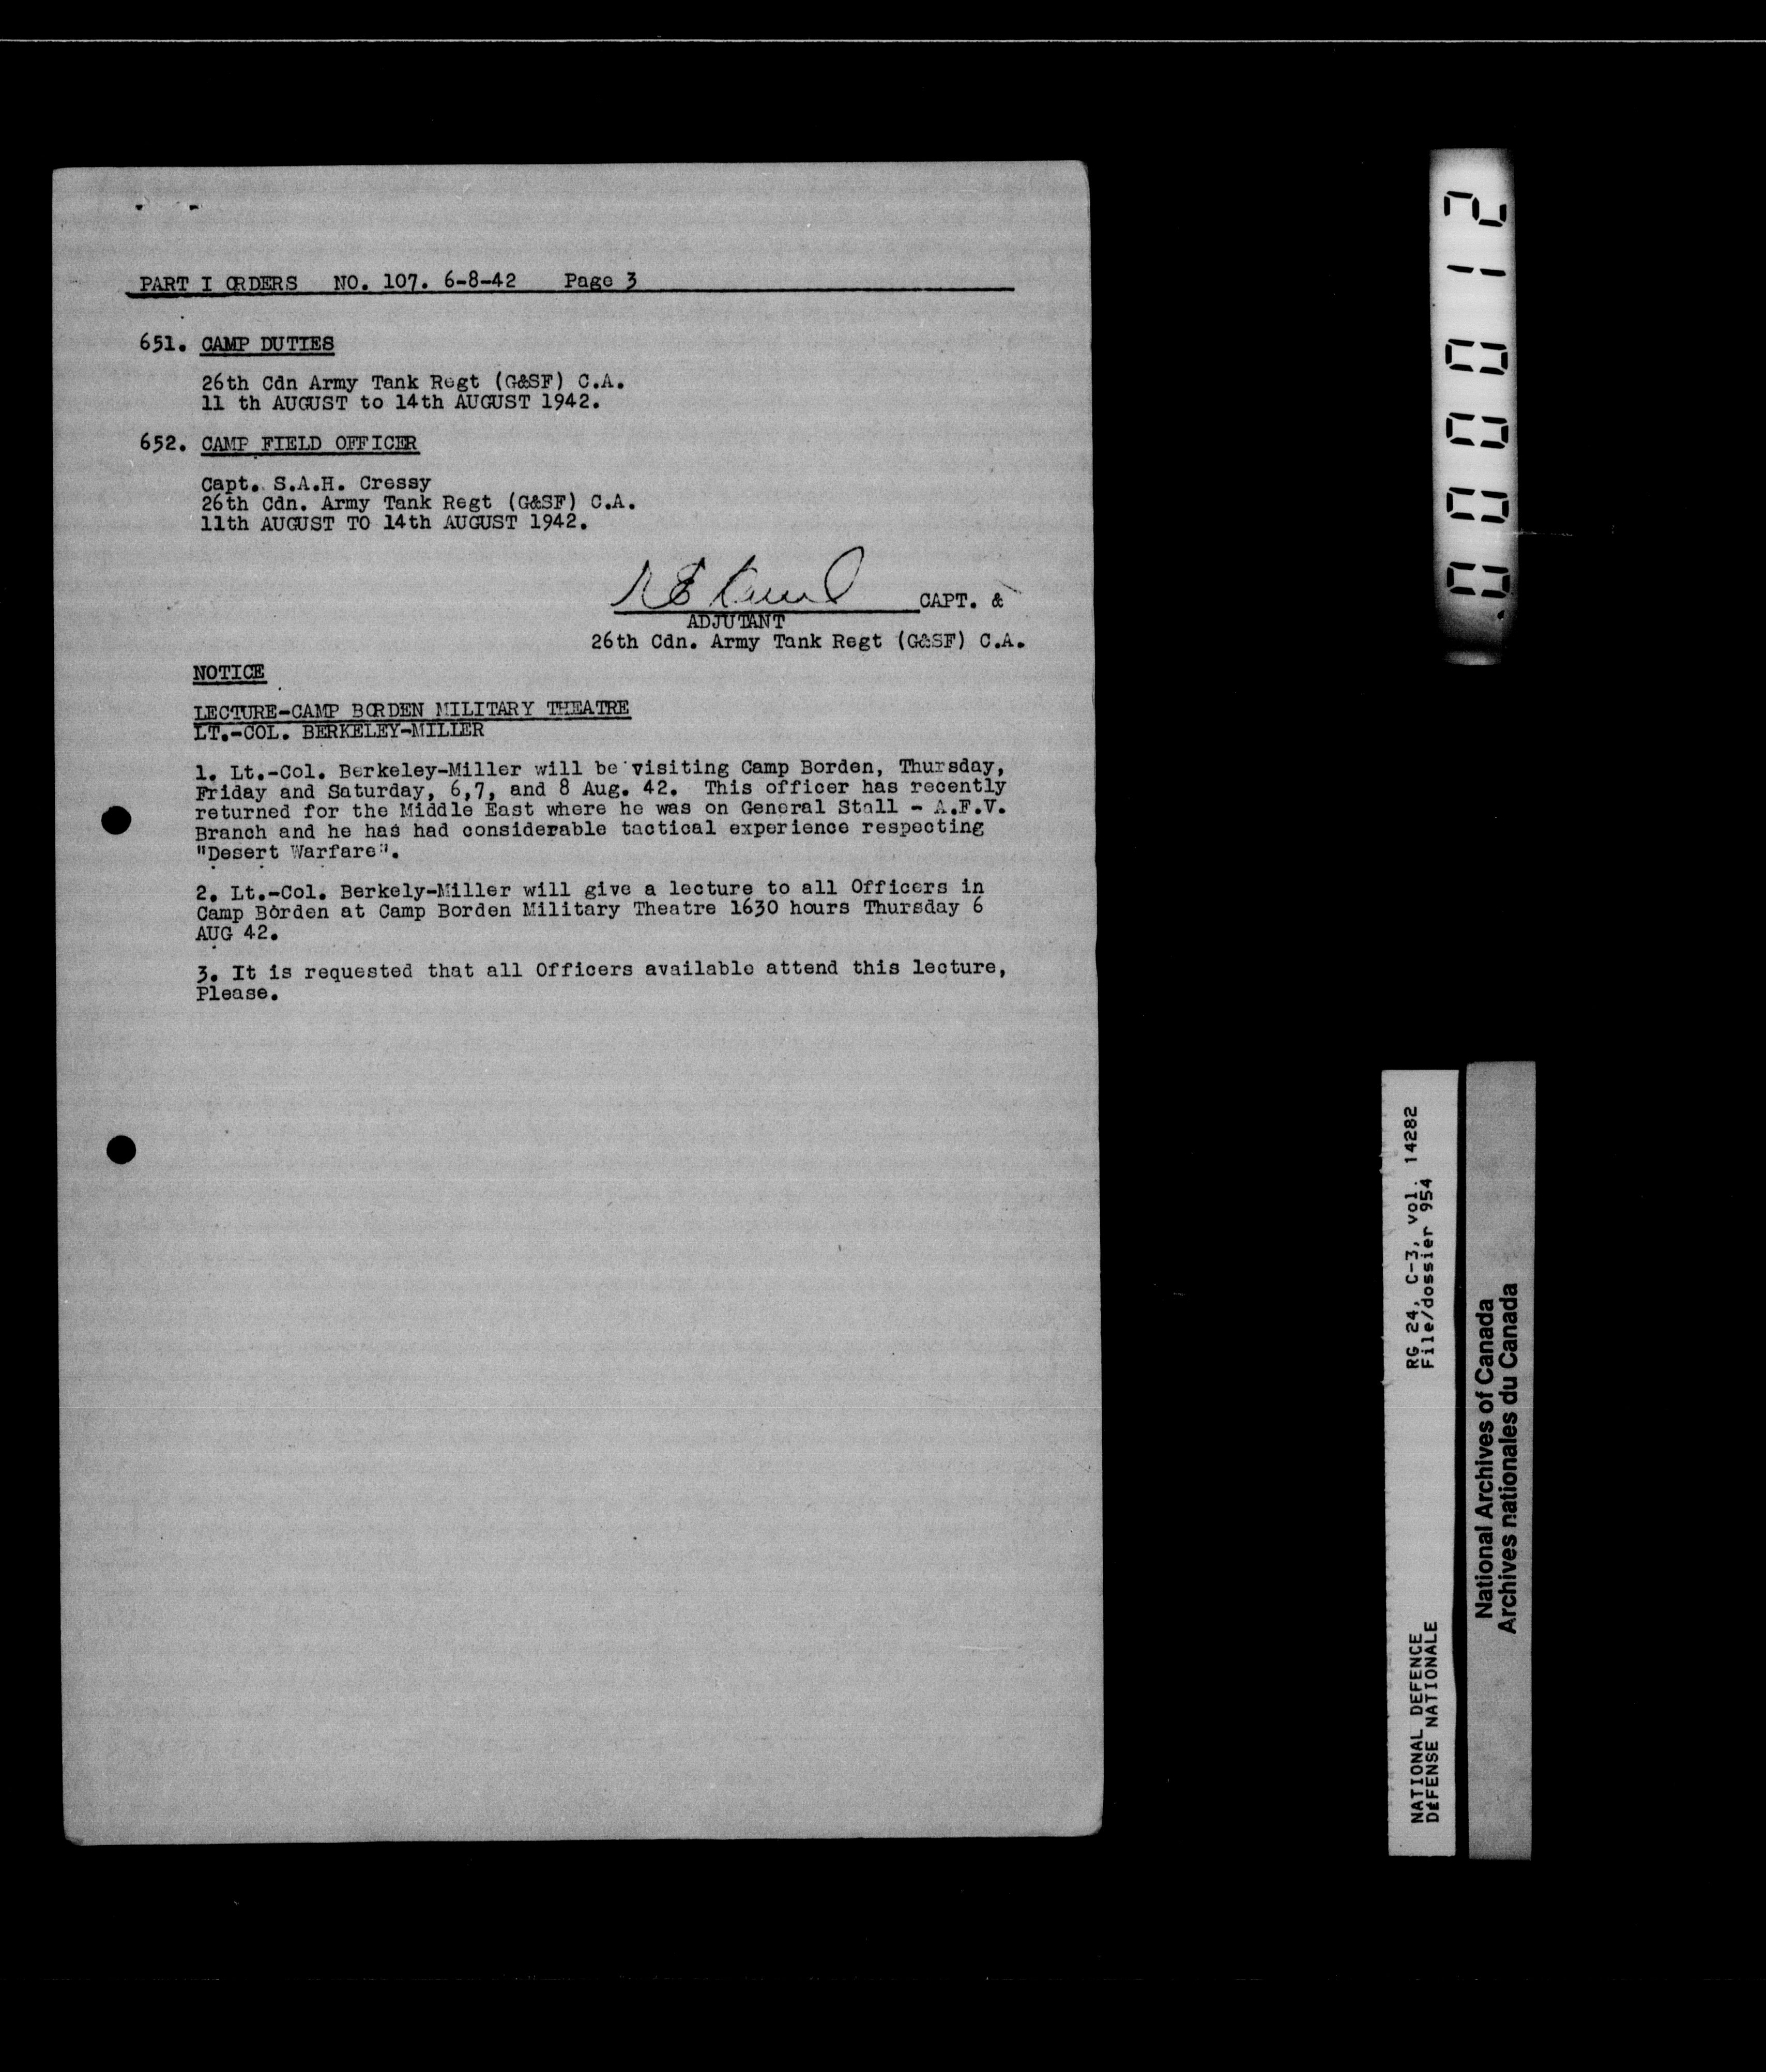 PART I ORDERS NO. 107. 6-8-42 Page 3
651. CAMP DUTIES
26th Cdn Army Tank Regt (G&SF) C.A.
11 th AUGUST to 14th AUGUST 1942.
652. CAMP FIELD OFFICER
Capt. S.A.H. Cressy
26th Cdn. Army Tank Regt (G&SF) C.A.
11th AUGUST TO 14th AUGUST 1942.
CAPT. &
ADJUTANT
26th Cdn. Army Tank Regt (G&SF) C.A.
NOTICE
LECTURE-CAMP BORDEN MILITARY THEATRE
LT.-COL. BERKELEY-MILLER
1. Lt.-Col. Berkeley-Miller will be visiting Camp Borden, Thursday,
Friday and Saturday, 6,7, and 8 Aug. 42. This officer has recently
returned for the Middle East where he was on General Stall - A.F.V.
Branch and he has had considerable tactical experience respecting
"Desert Warfare".
2. Lt.-Col. Berkely-Miller will give a lecture to all Officers in
Camp Borden at Camp Borden Military Theatre 1630 hours Thursday 6
AUG 42.
3. It is requested that all Officers available attend this lecture,
Please.
000012
RG 24, C-3, vol. 14282
File/dossier 954
NATIONAL DEFENCE
DÉFENSE NATIONALE
National Archives of Canada
Archives nationales du Canada